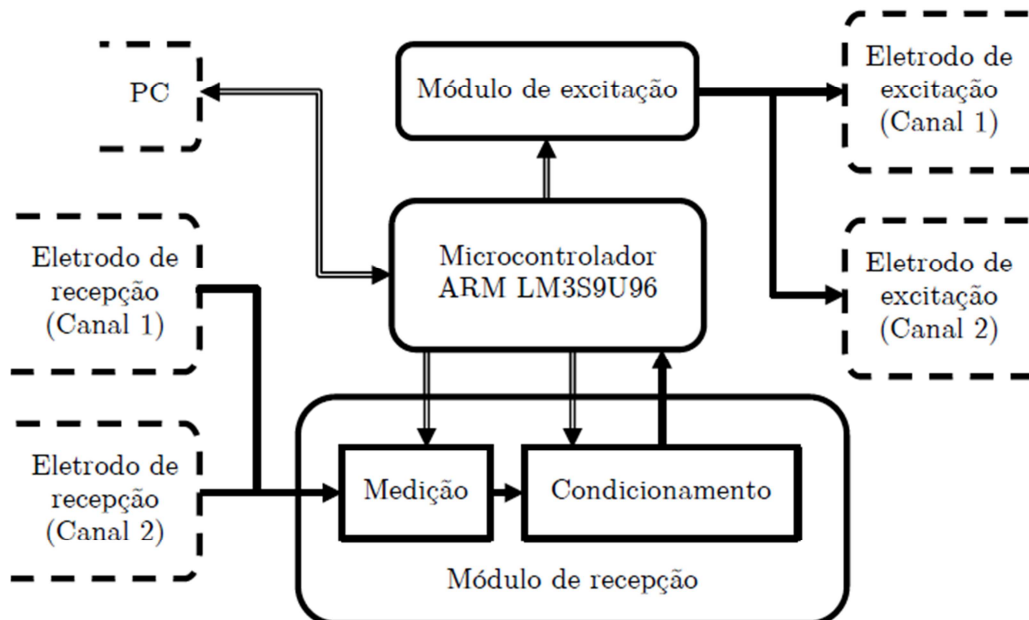 PC
Módulo de excitação
Eletrodo de
excitação
(Canal 1)
Eletrodo de
recepção
(Canal 1)
Microcontrolador
ARM LM3S9U96
Eletrodo de
excitação
(Canal 2)
Eletrodo de
recepção
(Canal 2)
Medição
Condicionamento
Módulo de recepção